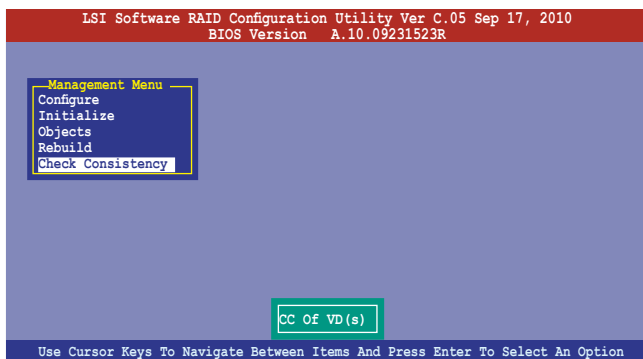 LSI Software RAID Configuration Utility Ver C.05 Sep 17, 2010
BIOS Version A.10.09231523R
Management Menu
Configure
Initialize
Objects
Rebuild
Check Consistency
CC Of VD(s)
Use Cursor Keys To Navigate Between Items And Press Enter To Select An Option